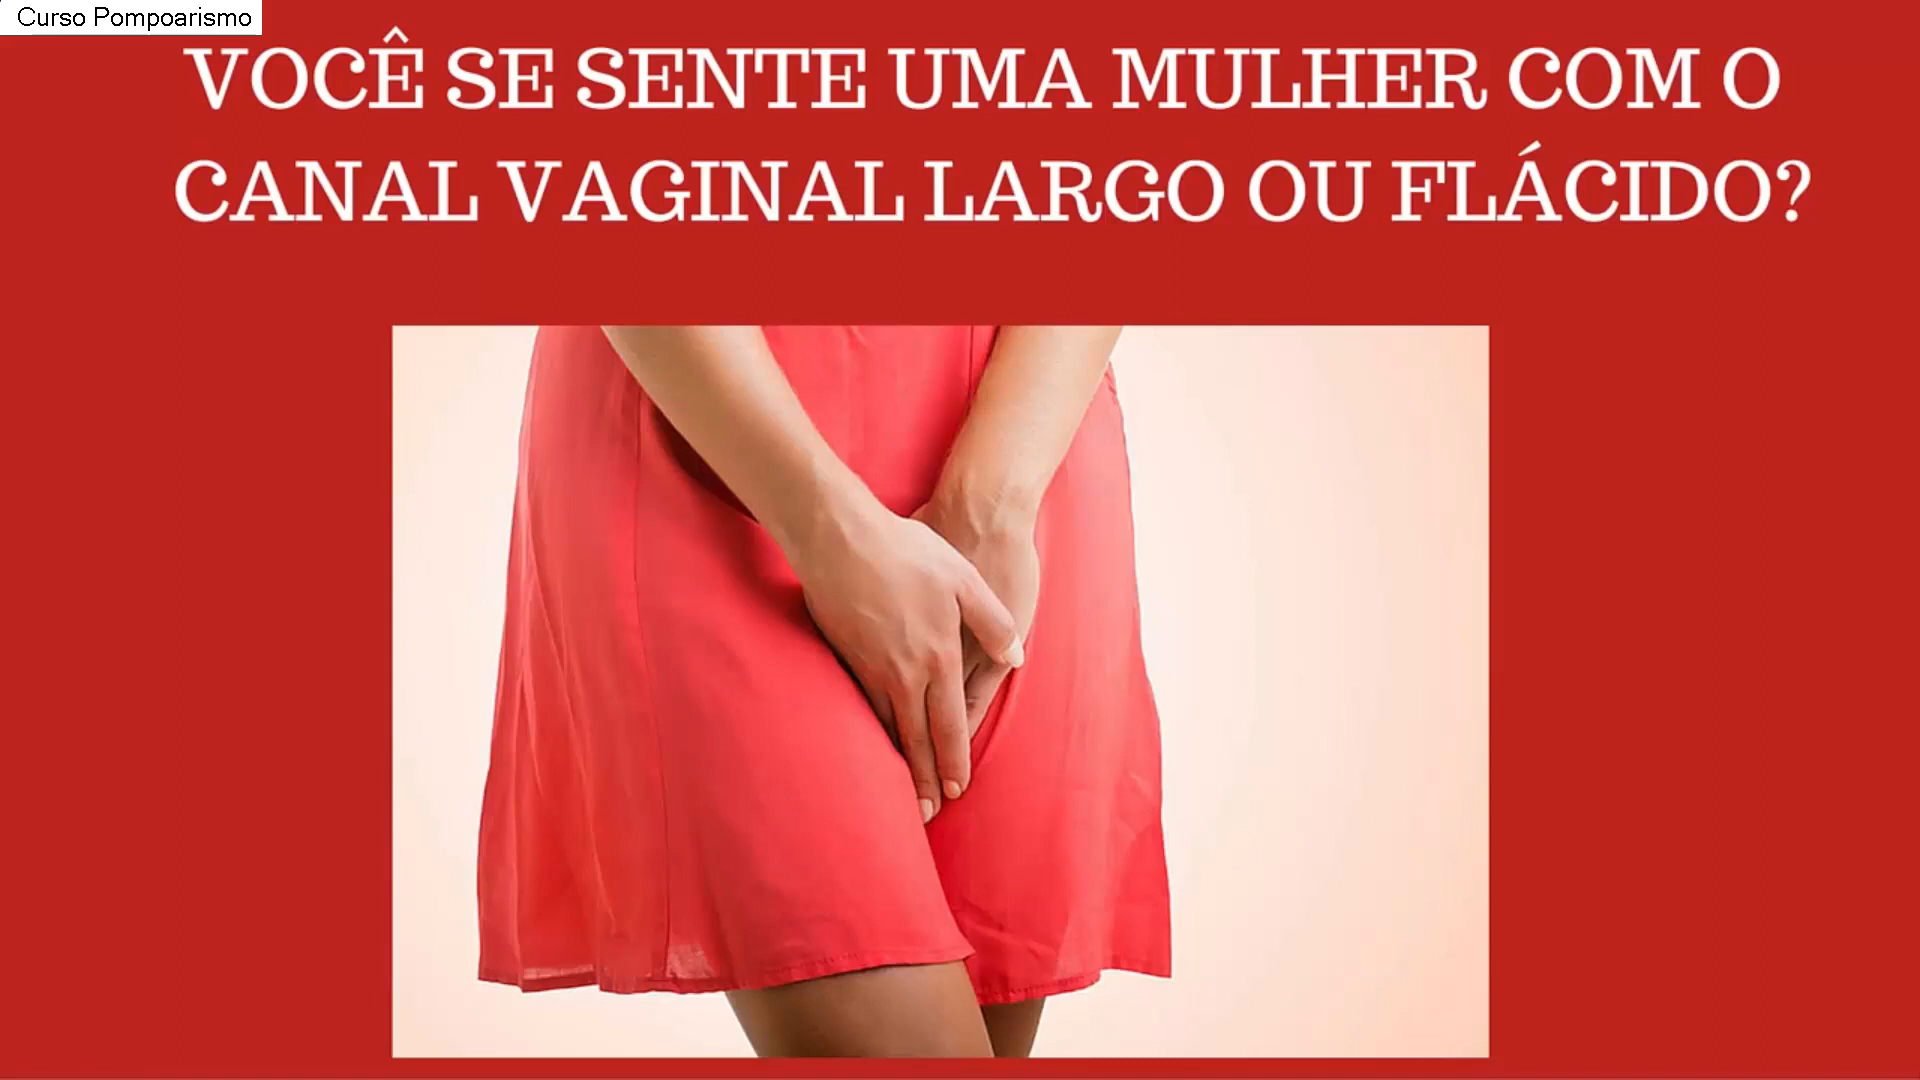 Curso Pompoarismo
VOCÊ SE SENTE UMA MULHER COM O
CANAL VAGINAL LARGO OU FLÁCIDO?